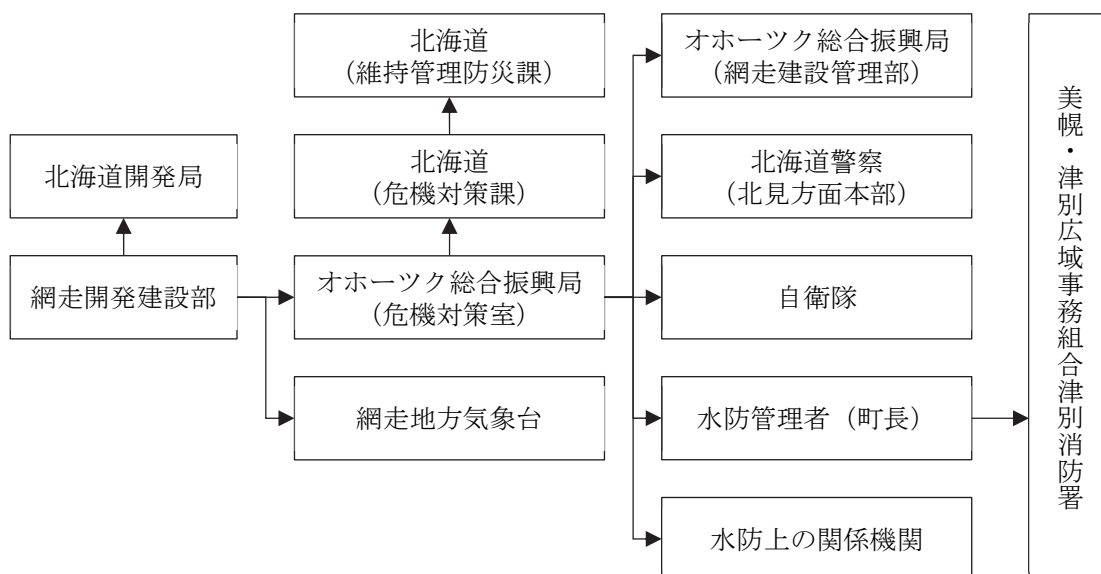 北海道
（維持管理防災課）
オホーツク総合振興局
（網走建設管理部）
北海道開発局
北海道
（危機対策課）
北海道警察
（北見方面本部）
網走開発建設部
オホーツク総合振興局
（危機対策室）
自衛隊
網走地方気象台
水防管理者（町長）
水防上の関係機関
美幌・津別広域事務組合津別消防署